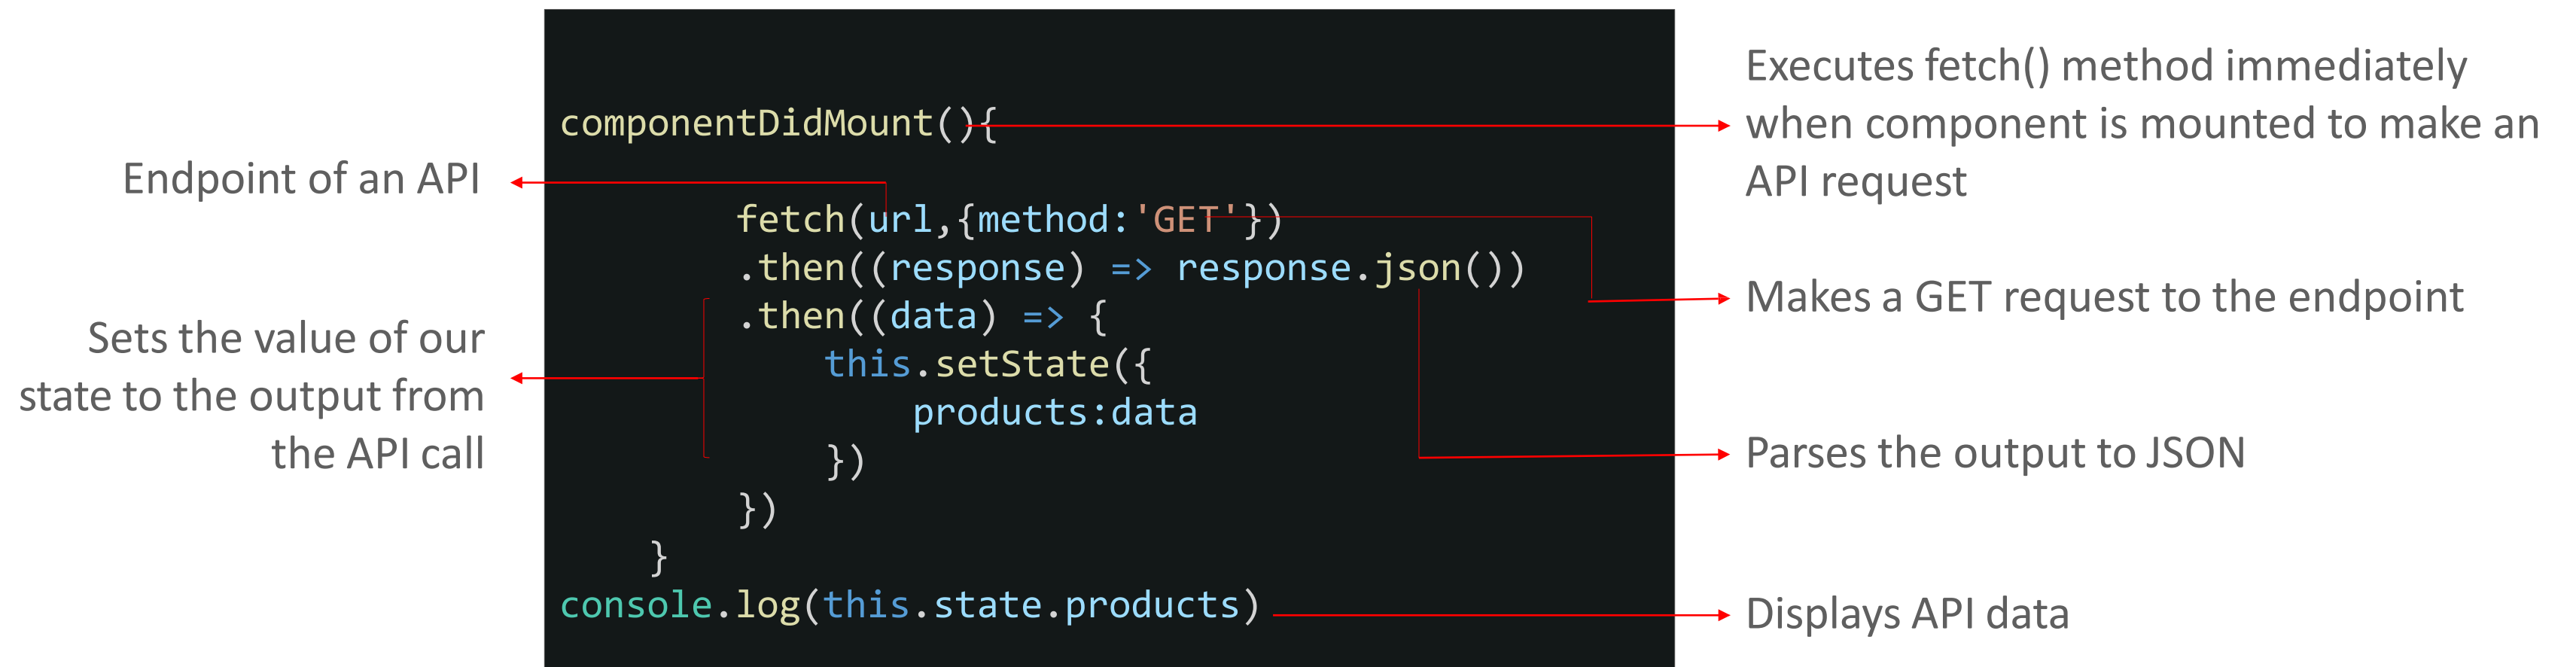 Endpoint of an API
Sets the value of our
state to the output from
the API call
componentDidMount(){
fetch(url,{method:'GET'})
.then((response) => response.json())
.then((data) => {
this.setState({
products:data
})
})
}
console.log(this.state.products)
Executes fetch() method immediately
when component is mounted to make an
API request
Makes a GET request to the endpoint
Parses the output to JSON
Displays API data